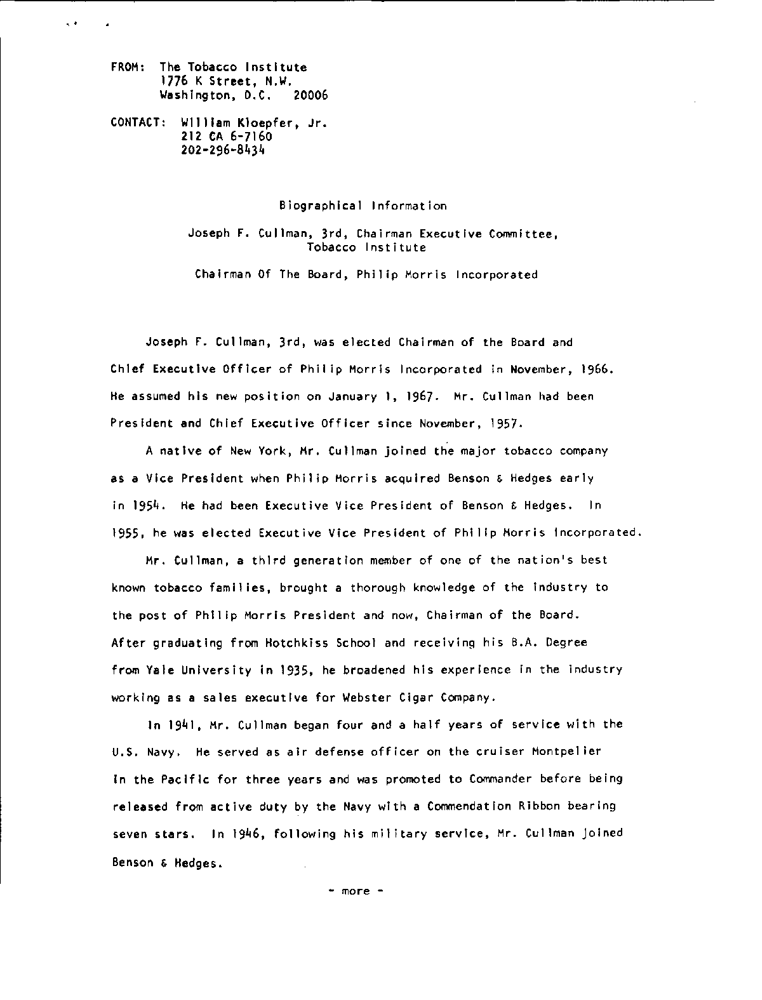 FROM: The Tobacco Institute
1776 K Street, N.W.
Washington, D.C. 20006
CONTACT: William Kloepfer, Jr.
212 CA 6-7160
202-296-8434
Biographical Information
Joseph F. Cullman, 3rd, Chairman Executive Committee,
Tobacco Institute
Chairman Of The Board, Philip Morris Incorporated
Joseph F. Cullman, 3rd, was elected Chairman of the Board and
Chief Executive Officer of Philip Morris Incorporated in November, 1966.
He assumed his new position on January 1, 1967. Mr. Cullman had been
President and Chief Executive Officer since November, 1957.
A native of New York, Mr. Cullman joined the major tobacco company
as a Vice President when Philip Morris acquired Benson & Hedges early
in 1954. He had been Executive Vice President of Benson & Hedges. In
1955, he was elected Executive Vice President of Philip Morris Incorporated.
Mr. Cullman, a third generation member of one of the nation's best
known tobacco families, brought a thorough knowledge of the industry to
the post of Philip Morris President and now, Chairman of the Board.
After graduating from Hotchkiss School and receiving his B.A. Degree
from Yale University in 1935, he broadened his experience in the industry
working as a sales executive for Webster Cigar Company.
In 1941, Mr. Cullman began four and a half years of service with the
U.S. Navy. He served as air defense officer on the cruiser Montpelier
in the Pacific for three years and was promoted to Commander before being
released from active duty by the Navy with a Commendation Ribbon bearing
seven stars. In 1946, following his military service, Mr. Cullman joined
Benson & Hedges.
- more -